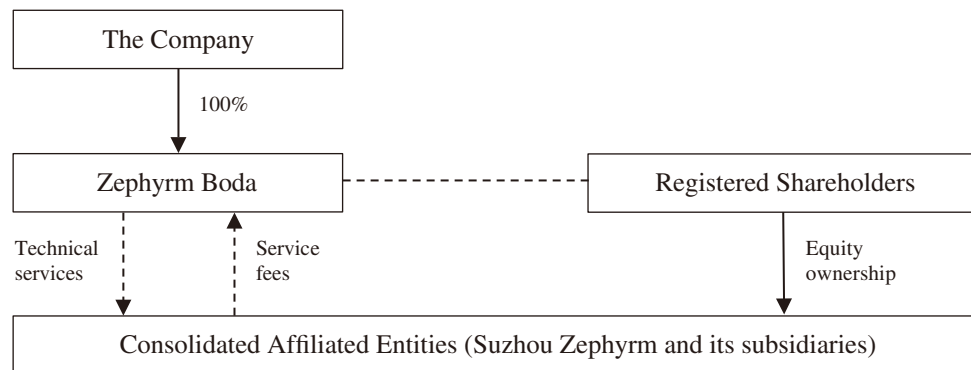 The Company
100%
Zephyrm Boda
Registered Shareholders
Technical
services
Service
fees
Equity
ownership
Consolidated Affiliated Entities (Suzhou Zephyrm and its subsidiaries)